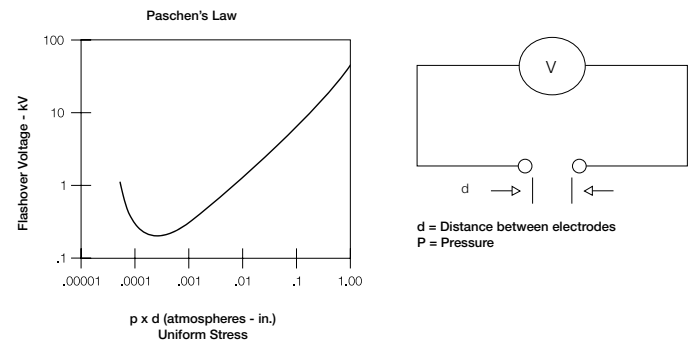 Paschen's Law
100
10
1
.1
Flashover Voltage - kV
.00001
.0001
.001
.01
.1
1.00
p x d (atmospheres - in.)
Uniform Stress
V
d
d = Distance between electrodes
P = Pressure